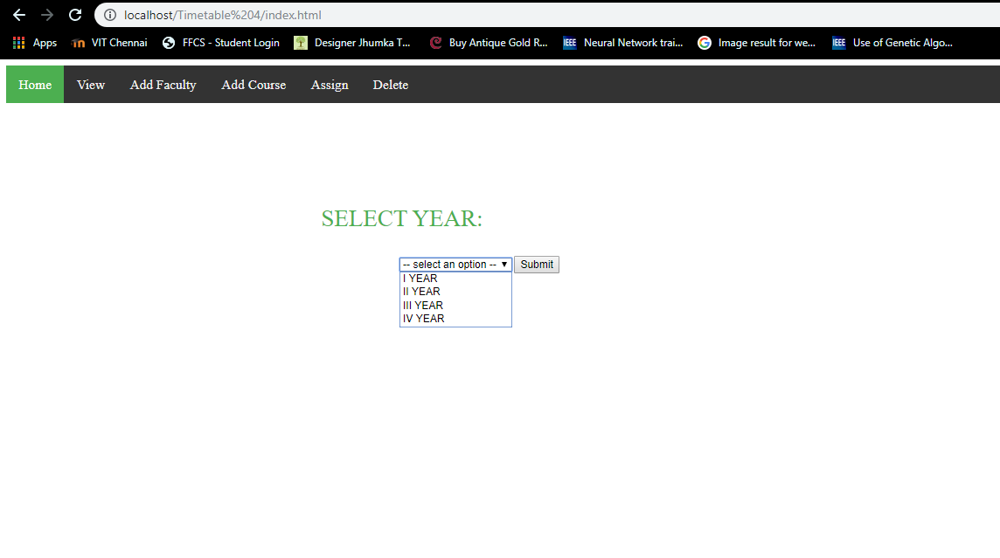 localhost/Timetable%204/index.html
Apps VIT Chennai FFCS - Student Login Designer Jhumka T... Buy Antique Gold R... IEEE Neural Network trai... Image result for we... IEEE Use of Genetic Algo...
Home View Add Faculty Add Course Assign Delete
SELECT YEAR:
-- select an option -- Submit
I YEAR
II YEAR
III YEAR
IV YEAR